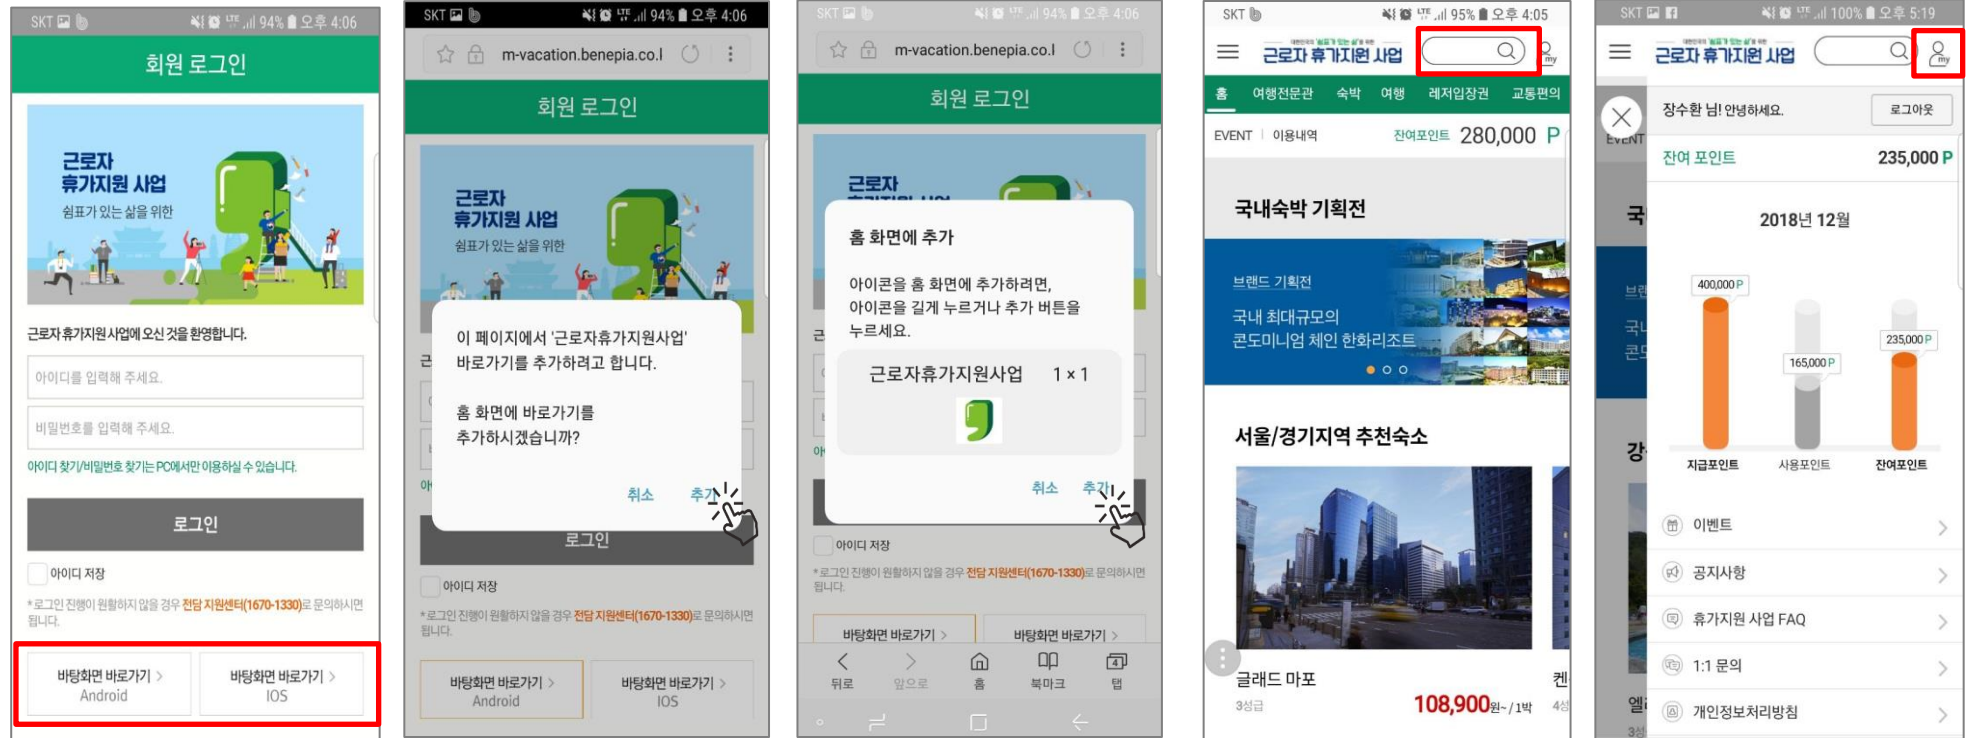 SKT LTE 94% 오후 4:06
회원 로그인
근로자
휴가지원 사업
쉼표가 있는 삶을 위한
근로자 휴가지원사업에 오신 것을 환영합니다.
아이디를 입력해 주세요.
비밀번호를 입력해 주세요.
아이디 찾기/비밀번호 찾기는 PC에서만 이용하실 수 있습니다.
로그인
아이디 저장
* 로그인 진행이 원활하지 않을 경우 전담 지원센터(1670-1330)로 문의하시면
됩니다.
바탕화면 바로가기 >
Android
바탕화면 바로가기 >
IOS
SKT LTE 94% 오후 4:06
m-vacation.benepia.co.l
회원 로그인
근로자
휴가지원 사업
쉼표가 있는 삶을 위한
이 페이지에서 '근로자휴가지원사업'
바로가기를 추가하려고 합니다.
홈 화면에 바로가기를
추가하시겠습니까?
취소 추가
로그인
아이디 저장
* 로그인 진행이 원활하지 않을 경우 전담 지원센터(1670-1330)로 문의하시면
됩니다.
바탕화면 바로가기 >
Android
바탕화면 바로가기 >
IOS
SKT LTE 94% 오후 4:06
m-vacation.benepia.co.l
회원 로그인
근로자
홈 화면에 추가
아이콘을 홈 화면에 추가하려면,
아이콘을 길게 누르거나 추가 버튼을
누르세요.
근로자휴가지원사업 1 × 1
취소 추가
아이디 저장
* 로그인 진행이 원활하지 않을 경우 전담 지원센터(1670-1330)로 문의하시면
됩니다.
바탕화면 바로가기 >
바탕화면 바로가기 >
뒤로 앞으로 홈 북마크 4 탭
SKT LTE 95% 오후 4:05
근로자 휴가지원 사업
my
홈 여행전문관 숙박 여행 레저입장권 교통편의
EVENT 이용내역 잔여포인트 280,000 P
국내숙박 기획전
브랜드 기획전
국내 최대규모의
콘도미니엄 체인 한화리조트
서울/경기지역 추천숙소
글래드 마포
3성급
108,900원~ / 1박
켄
4성
SKT LTE 100% 오후 5:19
근로자 휴가지원 사업
my
장수환 님! 안녕하세요. 로그아웃
EVENT
잔여 포인트 235,000 P
2018년 12월
400,000 P
165,000 P
235,000 P
지급포인트 사용포인트 잔여포인트
이벤트
공지사항
휴가지원 사업 FAQ
1:1 문의
개인정보처리방침